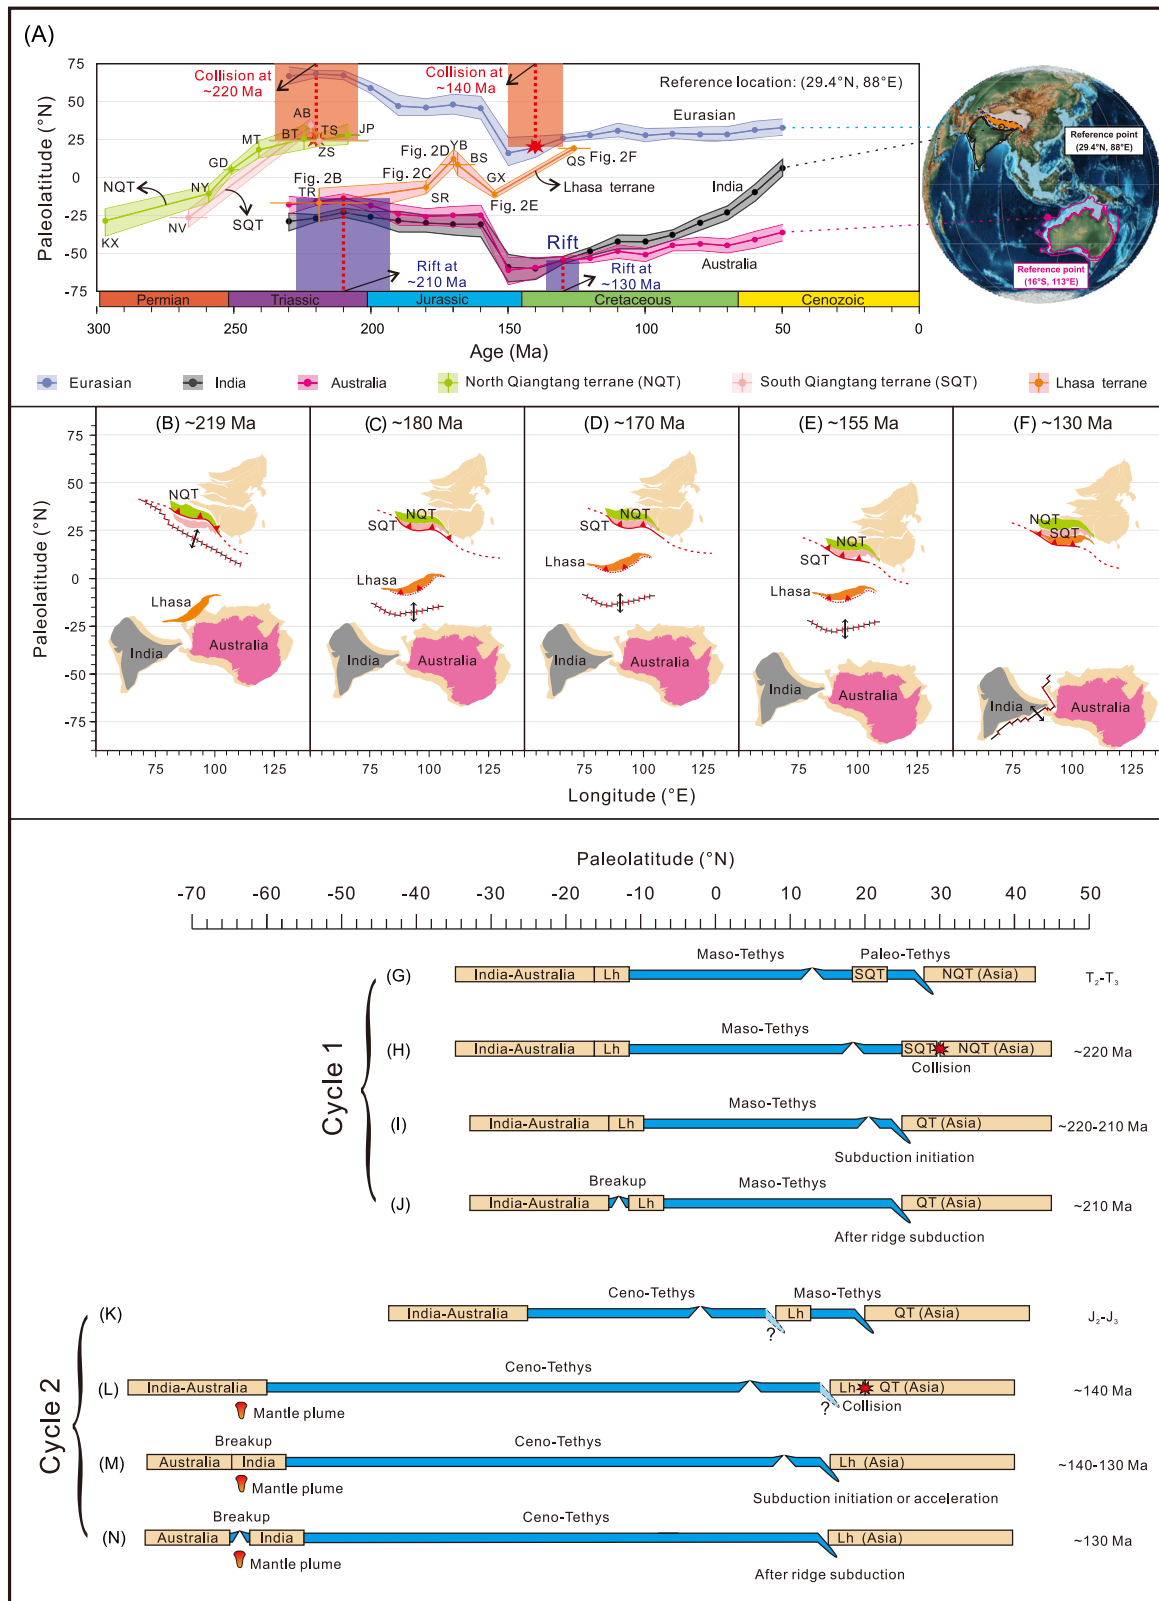 (A)
Paleolatitude (°N)
75
50
25
0
-25
-50
-75
Collision at
~220 Ma
Collision at
~140 Ma
Reference location: (29.4°N, 88°E)
Eurasian
AB
BT
TS
JP
ZS
MT
GD
NY
NQT
KX
NV
SQT
Fig. 2B
TR
Fig. 2C
SR
Fig. 2D
YB
BS
GX
Fig. 2E
QS
Fig. 2F
Lhasa terrane
India
Australia
Rift
Rift at
~210 Ma
Rift at
~130 Ma
Reference point
(29.4°N, 88°E)
Reference point
(16°S, 113°E)
Permian
Triassic
Jurassic
Cretaceous
Cenozoic
300
250
200
150
100
50
0
Age (Ma)
Eurasian
India
Australia
North Qiangtang terrane (NQT)
South Qiangtang terrane (SQT)
Lhasa terrane
(B) ~219 Ma
(C) ~180 Ma
(D) ~170 Ma
(E) ~155 Ma
(F) ~130 Ma
Paleolatitude (°N)
75
50
25
0
-25
-50
-75
NQT
Lhasa
India
Australia
NQT
SQT
Lhasa
India
Australia
NQT
SQT
Lhasa
India
Australia
NQT
SQT
Lhasa
India
Australia
NQT
SQT
India
Australia
75 100 125
75 100 125
75 100 125
75 100 125
75 100 125
Longitude (°E)
Paleolatitude (°N)
-70 -60 -50 -40 -30 -20 -10 0 10 20 30 40 50
Cycle 1
Maso-Tethys Paleo-Tethys
(G) India-Australia Lh SQT NQT (Asia) T₂-T₃
Maso-Tethys
(H) India-Australia Lh SQT NQT (Asia) ~220 Ma
Collision
Maso-Tethys
(I) India-Australia Lh QT (Asia) ~220-210 Ma
Subduction initiation
Breakup Maso-Tethys
(J) India-Australia Lh QT (Asia) ~210 Ma
After ridge subduction
Cycle 2
Ceno-Tethys Maso-Tethys
(K) India-Australia Lh QT (Asia) J₂-J₃
?
Ceno-Tethys
(L) India-Australia Lh QT (Asia) ~140 Ma
Mantle plume ? Collision
Breakup Ceno-Tethys
(M) Australia India Lh (Asia) ~140-130 Ma
Mantle plume Subduction initiation or acceleration
Breakup Ceno-Tethys
(N) Australia India Lh (Asia) ~130 Ma
Mantle plume After ridge subduction